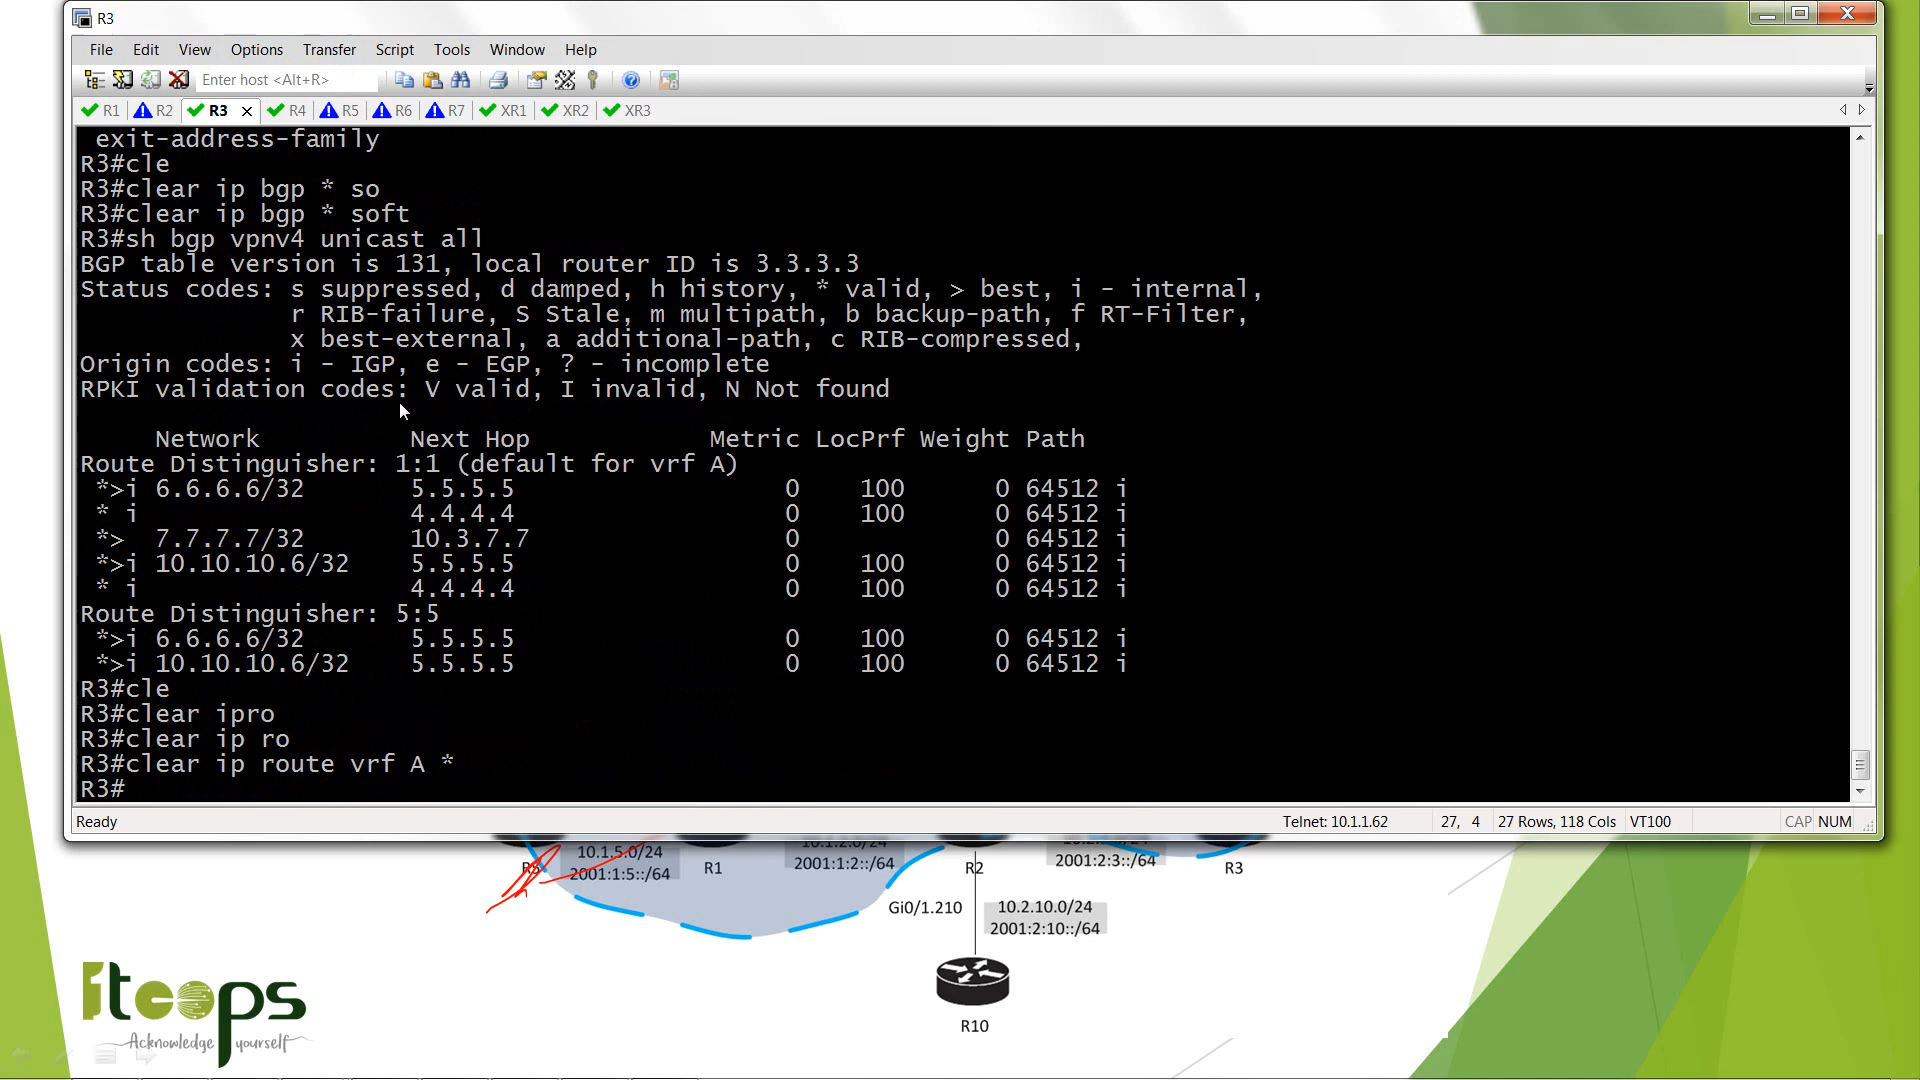 R3
File Edit View Options Transfer Script Tools Window Help
Enter host <Alt+R>
R1 R2 R3 R4 R5 R6 R7 XR1 XR2 XR3
exit-address-family
R3#cle
R3#clear ip bgp * so
R3#clear ip bgp * soft
R3#sh bgp vpnv4 unicast all
BGP table version is 131, local router ID is 3.3.3.3
Status codes: s suppressed, d damped, h history, * valid, > best, i - internal,
r RIB-failure, S Stale, m multipath, b backup-path, f RT-Filter,
x best-external, a additional-path, c RIB-compressed,
Origin codes: i - IGP, e - EGP, ? - incomplete
RPKI validation codes: V valid, I invalid, N Not found
Network Next Hop Metric LocPrf Weight Path
Route Distinguisher: 1:1 (default for vrf A)
*>i 6.6.6.6/32 5.5.5.5 0 100 0 64512 i
* i 4.4.4.4 0 100 0 64512 i
*> 7.7.7.7/32 10.3.7.7 0 0 64512 i
*>i 10.10.10.6/32 5.5.5.5 0 100 0 64512 i
* i 4.4.4.4 0 100 0 64512 i
Route Distinguisher: 5:5
*>i 6.6.6.6/32 5.5.5.5 0 100 0 64512 i
*>i 10.10.10.6/32 5.5.5.5 0 100 0 64512 i
R3#cle
R3#clear ipro
R3#clear ip ro
R3#clear ip route vrf A *
R3#
Ready Telnet: 10.1.1.62 27, 4 27 Rows, 118 Cols VT100 CAP NUM
10.1.5.0/24 10.1.2.0/24
2001:1:5::/64 2001:1:2::/64 2001:2:3::/64
R5 R1 R2 R3
Gi0/1.210 10.2.10.0/24
2001:2:10::/64
R10
itcops
Acknowledge yourself